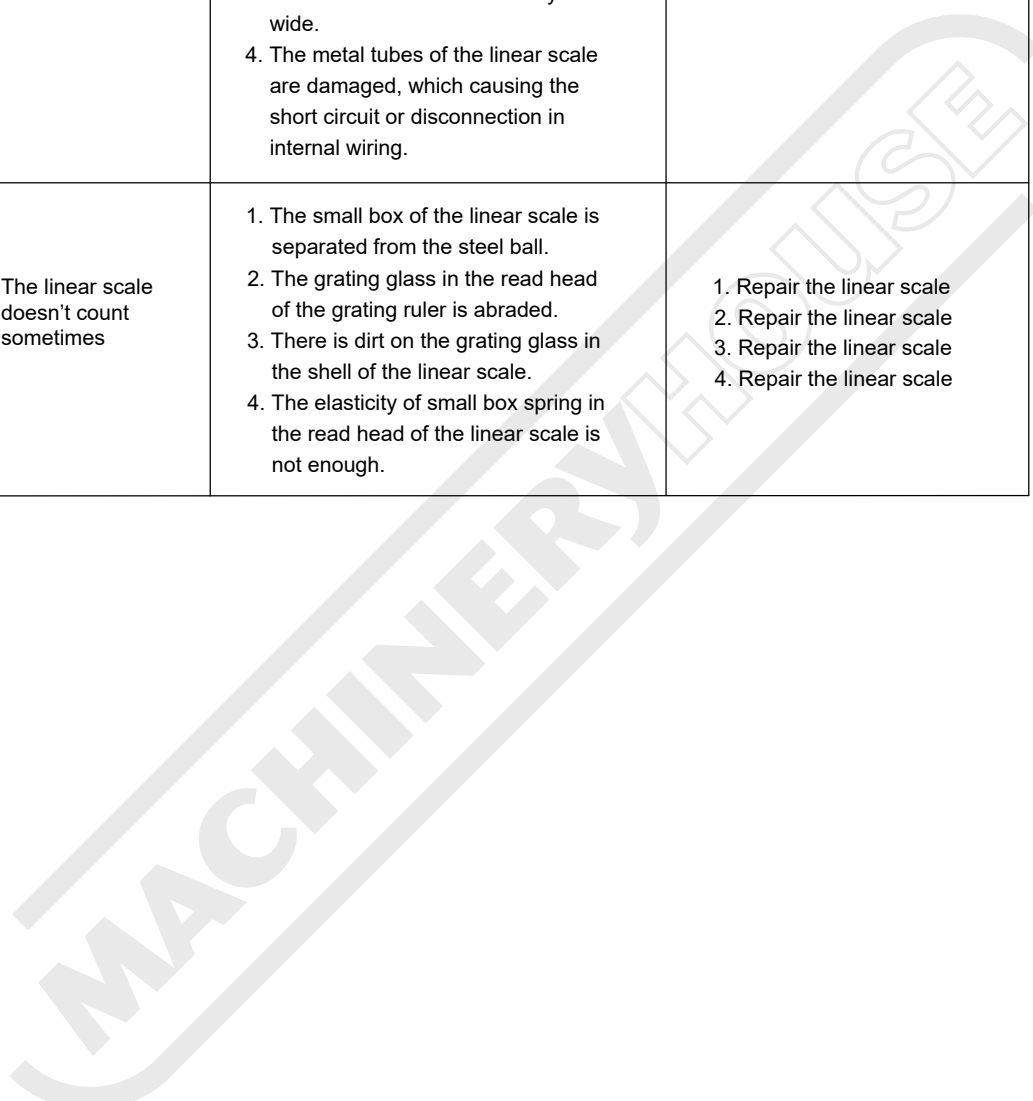 wide.
4. The metal tubes of the linear scale
are damaged, which causing the
short circuit or disconnection in
internal wiring.
The linear scale
doesn't count
sometimes
1. The small box of the linear scale is
separated from the steel ball.
2. The grating glass in the read head
of the grating ruler is abraded.
3. There is dirt on the grating glass in
the shell of the linear scale.
4. The elasticity of small box spring in
the read head of the linear scale is
not enough.
1. Repair the linear scale
2. Repair the linear scale
3. Repair the linear scale
4. Repair the linear scale
MACHINERYHOUSE